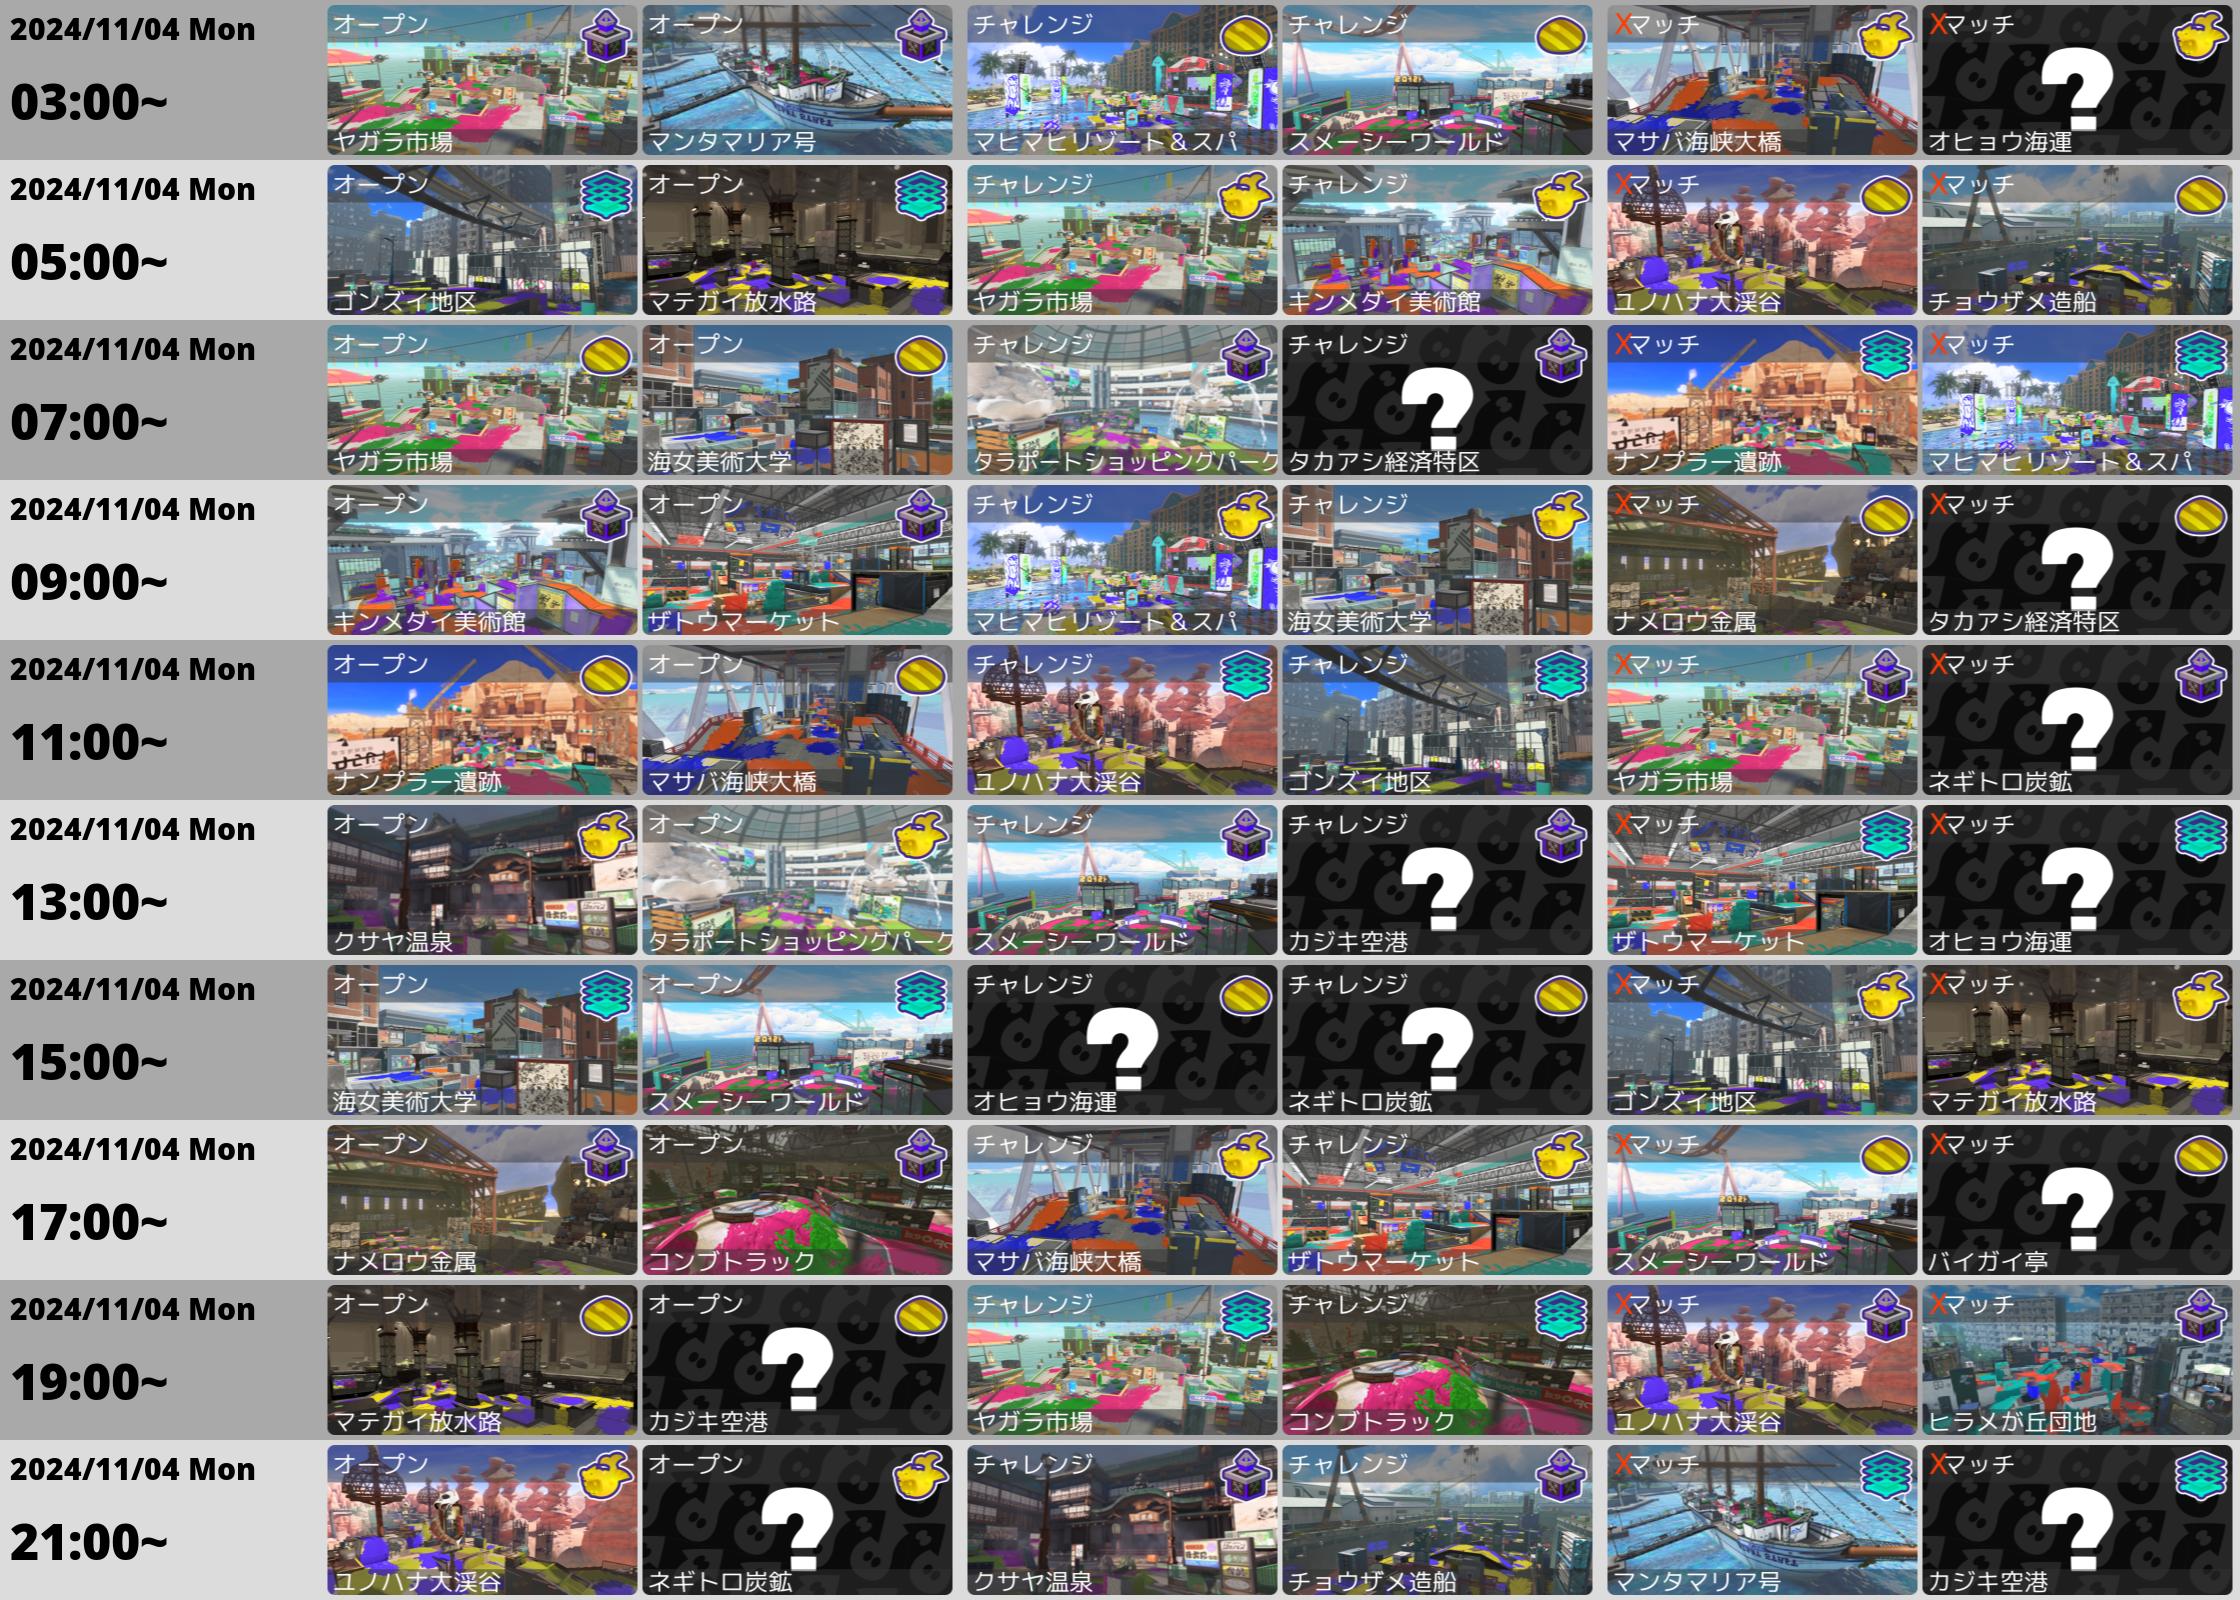 2024/11/04 Mon
03:00~
オープン
ヤガラ市場
オープン
マンタマリア号
チャレンジ
マヒマヒリゾート＆スパ
チャレンジ
スメーシーワールド
Xマッチ
マサバ海峡大橋
Xマッチ
?
オヒョウ海運
2024/11/04 Mon
05:00~
オープン
ゴンズイ地区
オープン
マテガイ放水路
チャレンジ
ヤガラ市場
チャレンジ
キンメダイ美術館
Xマッチ
ユノハナ大渓谷
Xマッチ
チョウザメ造船
2024/11/04 Mon
07:00~
オープン
ヤガラ市場
オープン
海女美術大学
チャレンジ
タラポートショッピングパーク
チャレンジ
?
タカアシ経済特区
Xマッチ
ナンプラー遺跡
Xマッチ
マヒマヒリゾート＆スパ
2024/11/04 Mon
09:00~
オープン
キンメダイ美術館
オープン
ザトウマーケット
チャレンジ
マヒマヒリゾート＆スパ
チャレンジ
海女美術大学
Xマッチ
ナメロウ金属
Xマッチ
?
タカアシ経済特区
2024/11/04 Mon
11:00~
オープン
ナンプラー遺跡
オープン
マサバ海峡大橋
チャレンジ
ユノハナ大渓谷
チャレンジ
ゴンズイ地区
Xマッチ
ヤガラ市場
Xマッチ
?
ネギトロ炭鉱
2024/11/04 Mon
13:00~
オープン
クサヤ温泉
オープン
タラポートショッピングパーク
チャレンジ
スメーシーワールド
チャレンジ
?
カジキ空港
Xマッチ
ザトウマーケット
Xマッチ
?
オヒョウ海運
2024/11/04 Mon
15:00~
オープン
海女美術大学
オープン
スメーシーワールド
チャレンジ
?
オヒョウ海運
チャレンジ
?
ネギトロ炭鉱
Xマッチ
ゴンズイ地区
Xマッチ
マテガイ放水路
2024/11/04 Mon
17:00~
オープン
ナメロウ金属
オープン
コンブトラック
チャレンジ
マサバ海峡大橋
チャレンジ
ザトウマーケット
Xマッチ
スメーシーワールド
Xマッチ
?
バイガイ亭
2024/11/04 Mon
19:00~
オープン
マテガイ放水路
オープン
?
カジキ空港
チャレンジ
ヤガラ市場
チャレンジ
コンブトラック
Xマッチ
ユノハナ大渓谷
Xマッチ
ヒラメが丘団地
2024/11/04 Mon
21:00~
オープン
ユノハナ大渓谷
オープン
?
ネギトロ炭鉱
チャレンジ
クサヤ温泉
チャレンジ
チョウザメ造船
Xマッチ
マンタマリア号
Xマッチ
?
カジキ空港